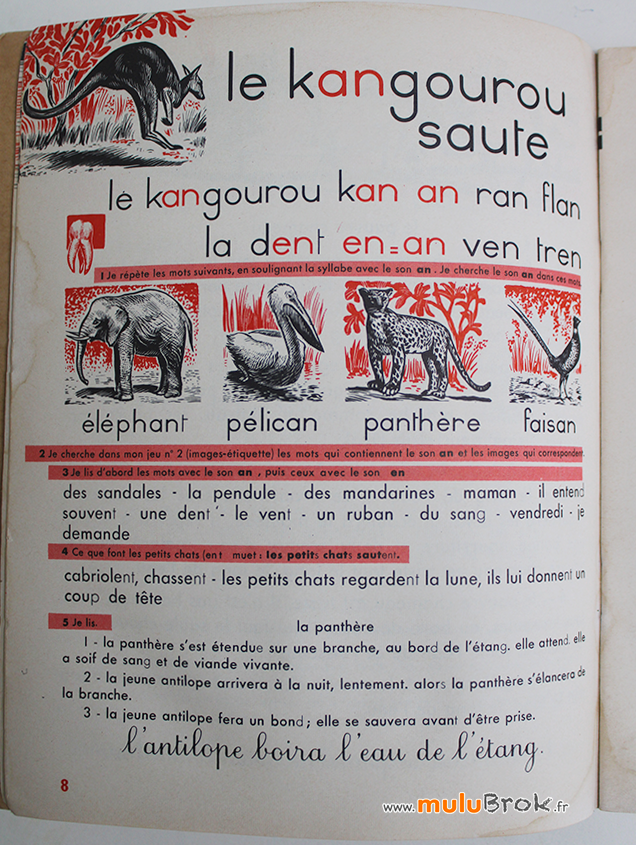 le kangourou
saute
le kangourou kan an ran flan
la dent en=an ven tren
1 Je répète les mots suivants, en soulignant la syllabe avec le son an. Je cherche le son an dans ces mots
éléphant pélican panthère faisan
2 Je cherche dans mon jeu n° 2 (images-étiquette) les mots qui contiennent le son an et les images qui correspondent.
3 Je lis d'abord les mots avec le son an, puis ceux avec le son en
des sandales - la pendule - des mandarines - maman - il entend
souvent - une dent - le vent - un ruban - du sang - vendredi - je
demande
4 Ce que font les petits chats (ent muet : les petits chats sautent.
cabriolent, chassent - les petits chats regardent la lune, ils lui donnent un
coup de tête
5 Je lis.
la panthère
1 - la panthère s'est étendue sur une branche, au bord de l'étang. elle attend. elle
a soif de sang et de viande vivante.
2 - la jeune antilope arrivera à la nuit, lentement. alors la panthère s'élancera de
la branche.
3 - la jeune antilope fera un bond ; elle se sauvera avant d'être prise.
l'antilope boira l'eau de l'étang.
8
www.muluBrok.fr